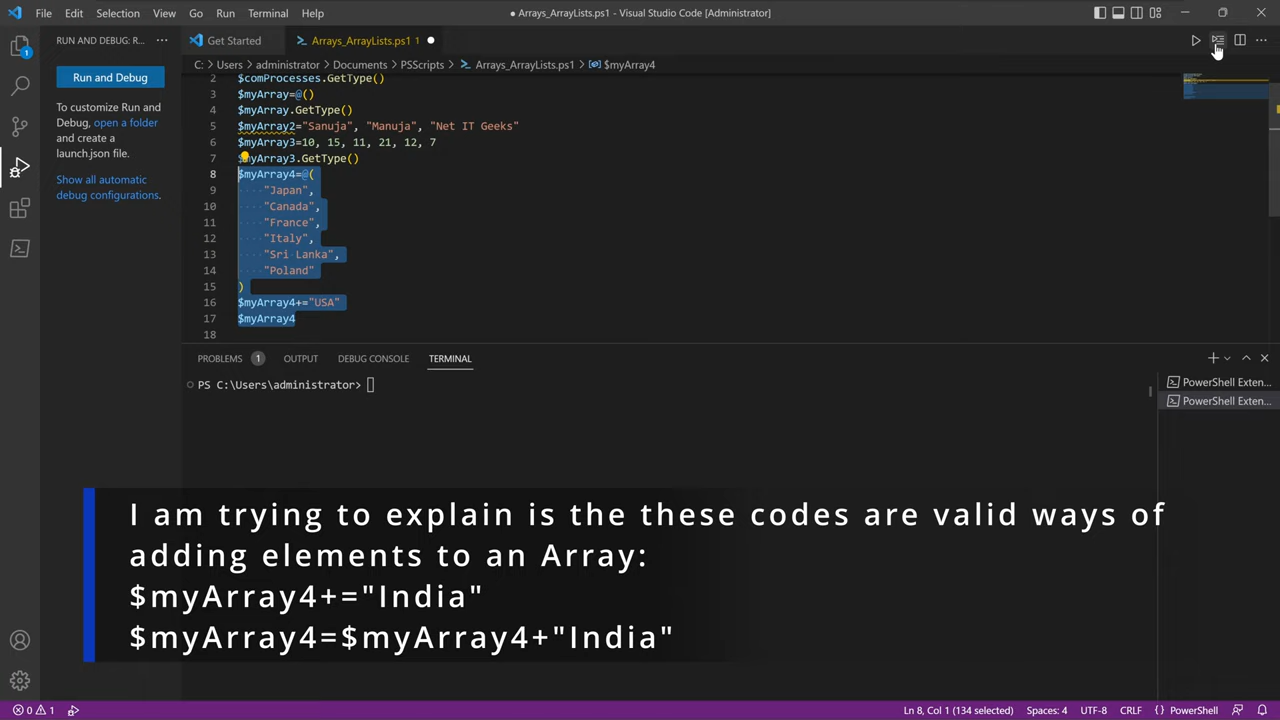 File Edit Selection View Go Run Terminal Help
● Arrays_ArrayLists.ps1 - Visual Studio Code [Administrator]
RUN AND DEBUG: R... ···
Get Started
Arrays_ArrayLists.ps1 1 ●
C: > Users > administrator > Documents > PSScripts > Arrays_ArrayLists.ps1 > $myArray4
Run and Debug
To customize Run and
Debug, open a folder
and create a
launch.json file.
Show all automatic
debug configurations.
1
2 $comProcesses.GetType()
3 $myArray=@()
4 $myArray.GetType()
5 $myArray2="Sanuja", "Manuja", "Net IT Geeks"
6 $myArray3=10, 15, 11, 21, 12, 7
7 $myArray3.GetType()
8 $myArray4=@(
9 ····"Japan",
10 ····"Canada",
11 ····"France",
12 ····"Italy",
13 ····"Sri Lanka",
14 ····"Poland"
15 )
16 $myArray4+="USA"
17 $myArray4
18
PROBLEMS 1 OUTPUT DEBUG CONSOLE TERMINAL
PS C:\Users\administrator>
PowerShell Exten...
PowerShell Exten...
I am trying to explain is the these codes are valid ways of
adding elements to an Array:
$myArray4+="India"
$myArray4=$myArray4+"India"
0 1
Ln 8, Col 1 (134 selected) Spaces: 4 UTF-8 CRLF {} PowerShell